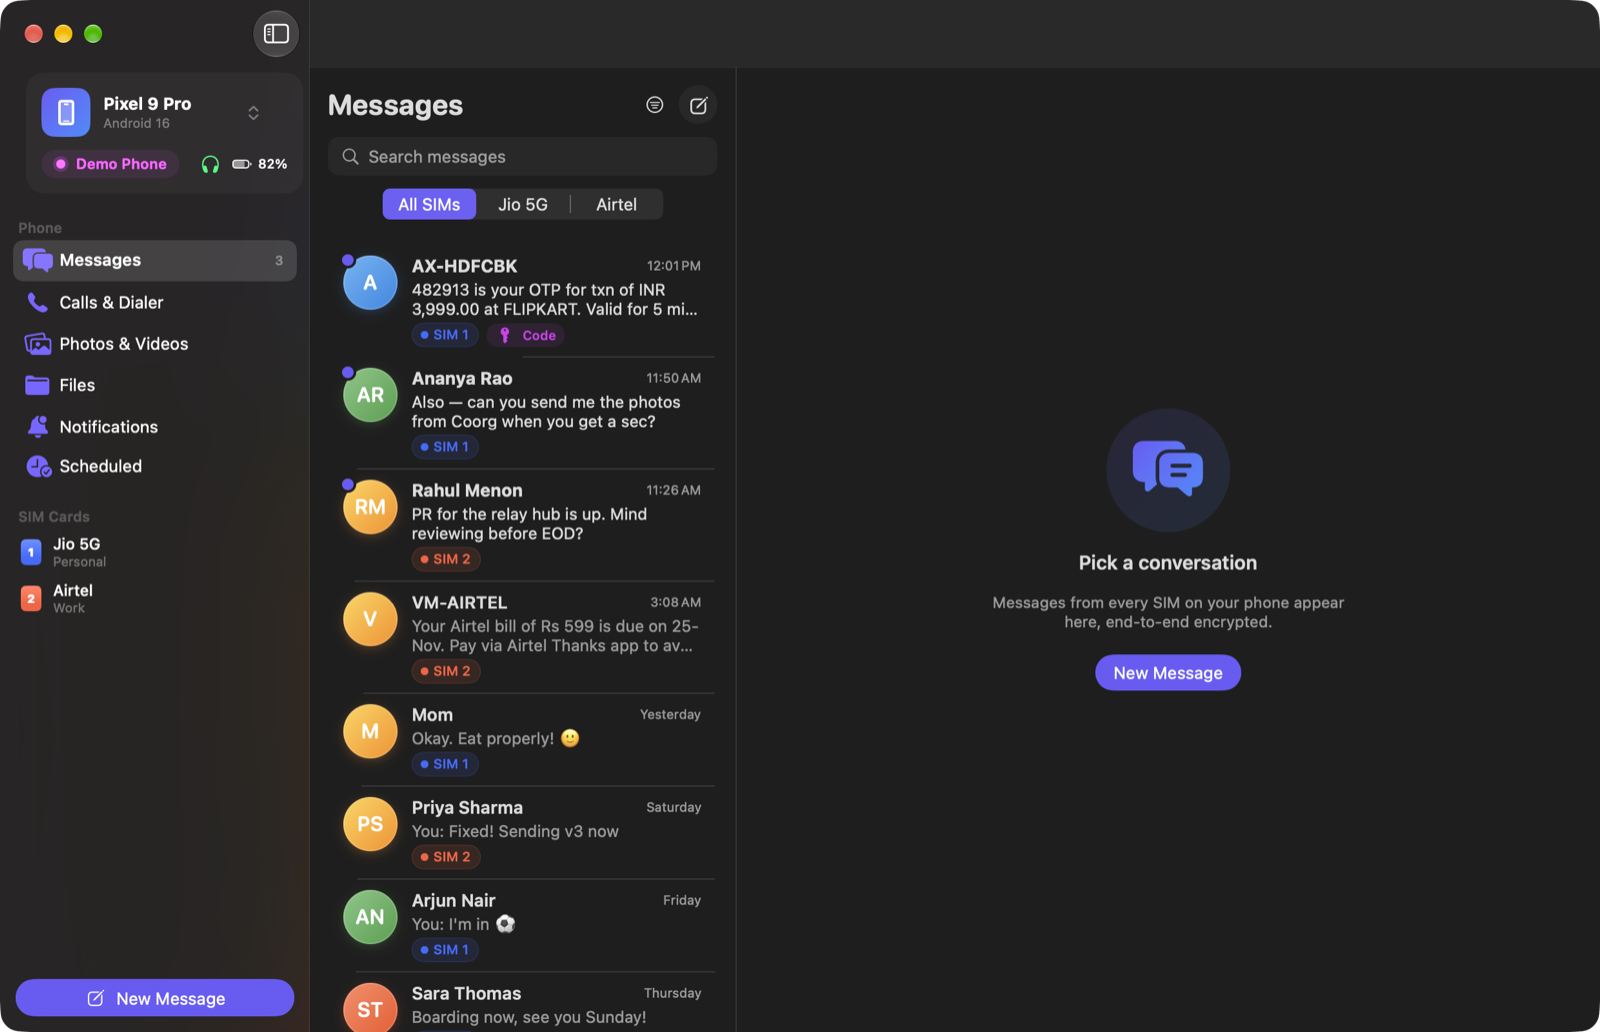 Pixel 9 Pro
Android 16
Demo Phone
82%
Phone
Messages 3
Calls & Dialer
Photos & Videos
Files
Notifications
Scheduled
SIM Cards
1 Jio 5G
Personal
2 Airtel
Work
New Message
Messages
Search messages
All SIMs Jio 5G Airtel
A AX-HDFCBK 12:01 PM
482913 is your OTP for txn of INR
3,999.00 at FLIPKART. Valid for 5 mi...
SIM 1 Code
AR Ananya Rao 11:50 AM
Also — can you send me the photos
from Coorg when you get a sec?
SIM 1
RM Rahul Menon 11:26 AM
PR for the relay hub is up. Mind
reviewing before EOD?
SIM 2
V VM-AIRTEL 3:08 AM
Your Airtel bill of Rs 599 is due on 25-
Nov. Pay via Airtel Thanks app to av...
SIM 2
M Mom Yesterday
Okay. Eat properly! 🙂
SIM 1
PS Priya Sharma Saturday
You: Fixed! Sending v3 now
SIM 2
AN Arjun Nair Friday
You: I'm in ⚽
SIM 1
ST Sara Thomas Thursday
Boarding now, see you Sunday!
Pick a conversation
Messages from every SIM on your phone appear
here, end-to-end encrypted.
New Message